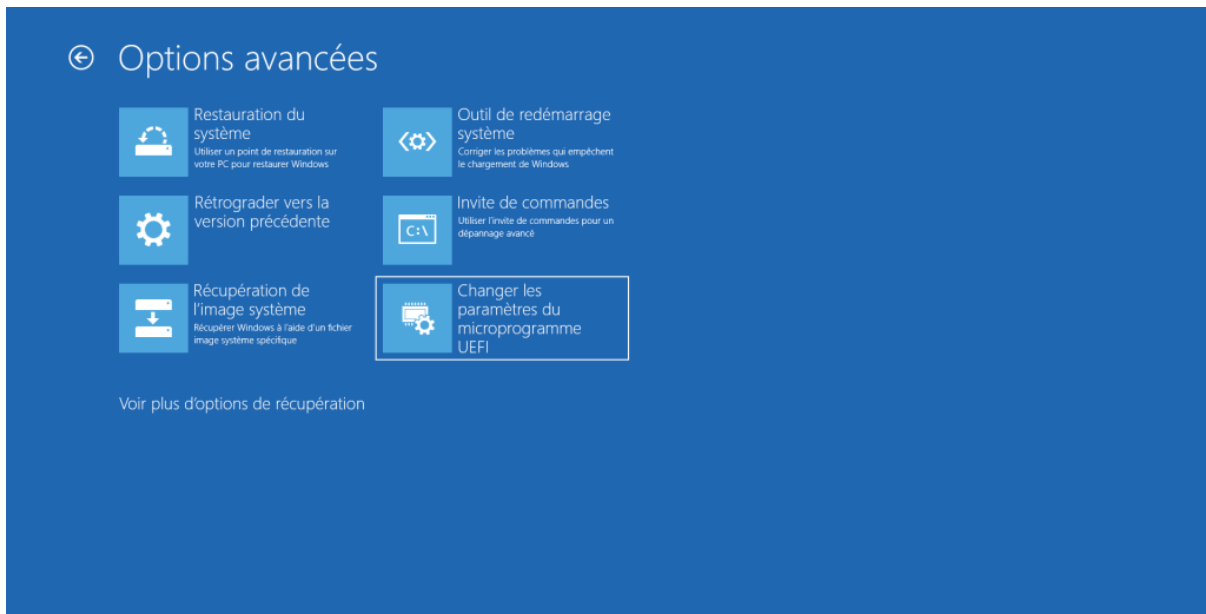 Options avancées
Restauration du
système
Utiliser un point de restauration sur
votre PC pour restaurer Windows
Outil de redémarrage
système
Corriger les problèmes qui empêchent
le chargement de Windows
Rétrograder vers la
version précédente
Invite de commandes
Utiliser l'invite de commandes pour un
dépannage avancé
C:\
Récupération de
l'image système
Récupérer Windows à l'aide d'un fichier
image système spécifique
Changer les
paramètres du
microprogramme
UEFI
Voir plus d'options de récupération